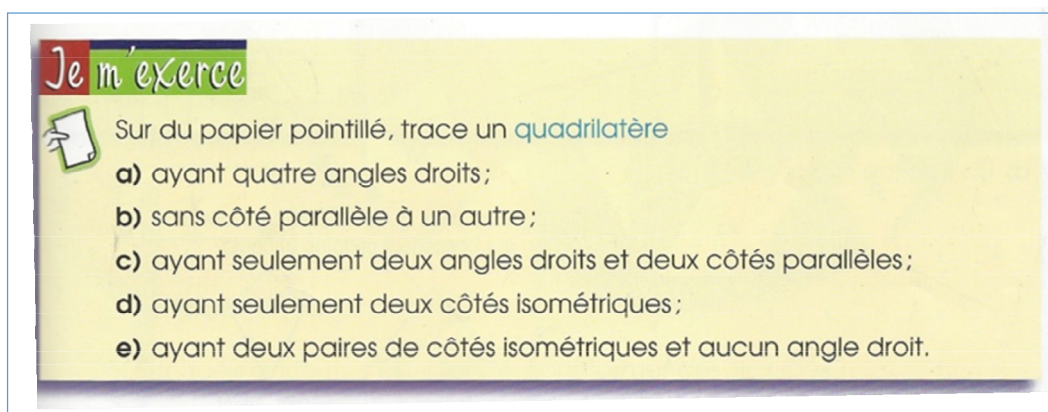 Je m'exerce
Sur du papier pointillé, trace un quadrilatère
a) ayant quatre angles droits;
b) sans côté parallèle à un autre;
c) ayant seulement deux angles droits et deux côtés parallèles;
d) ayant seulement deux côtés isométriques;
e) ayant deux paires de côtés isométriques et aucun angle droit.